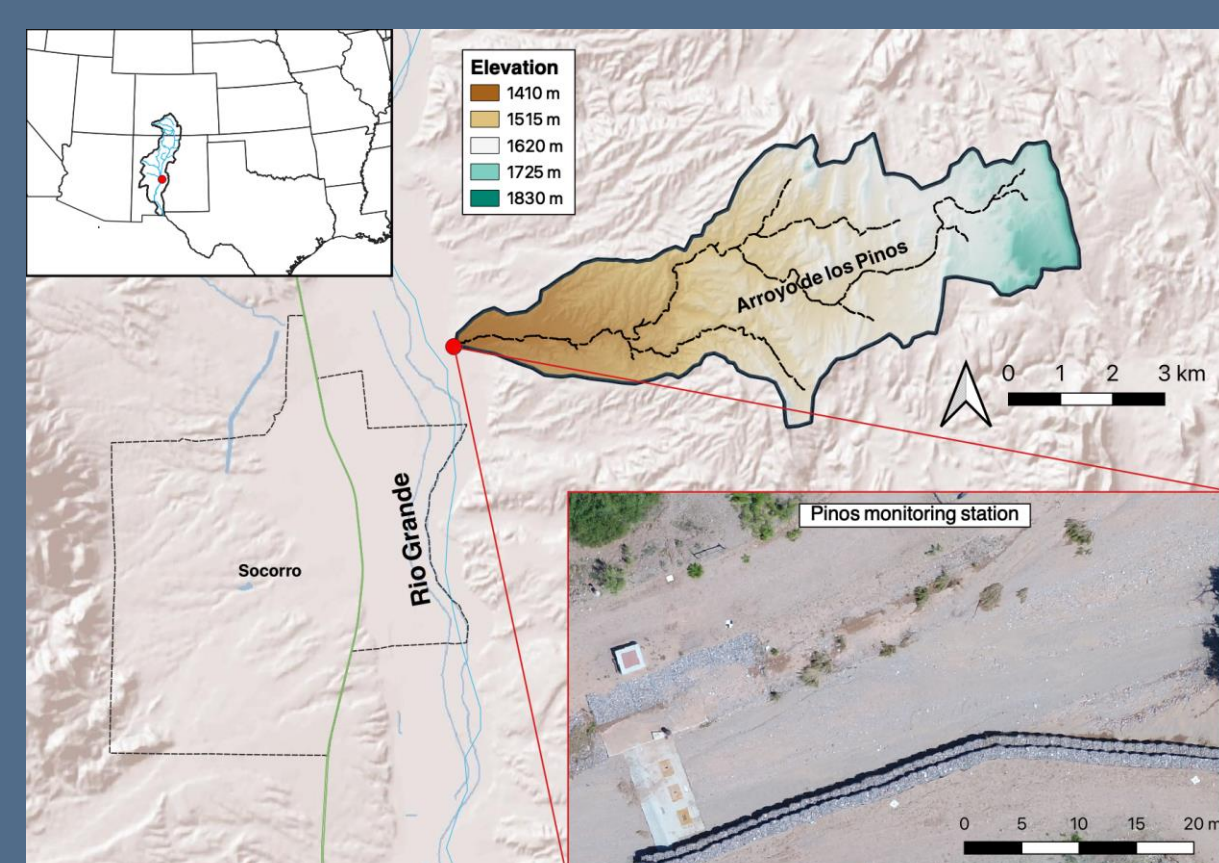 Elevation
1410 m
1515 m
1620 m
1725 m
1830 m
Arroyo de los Pinos
0 1 2 3 km
Rio Grande
Socorro
Pinos monitoring station
0 5 10 15 20 m